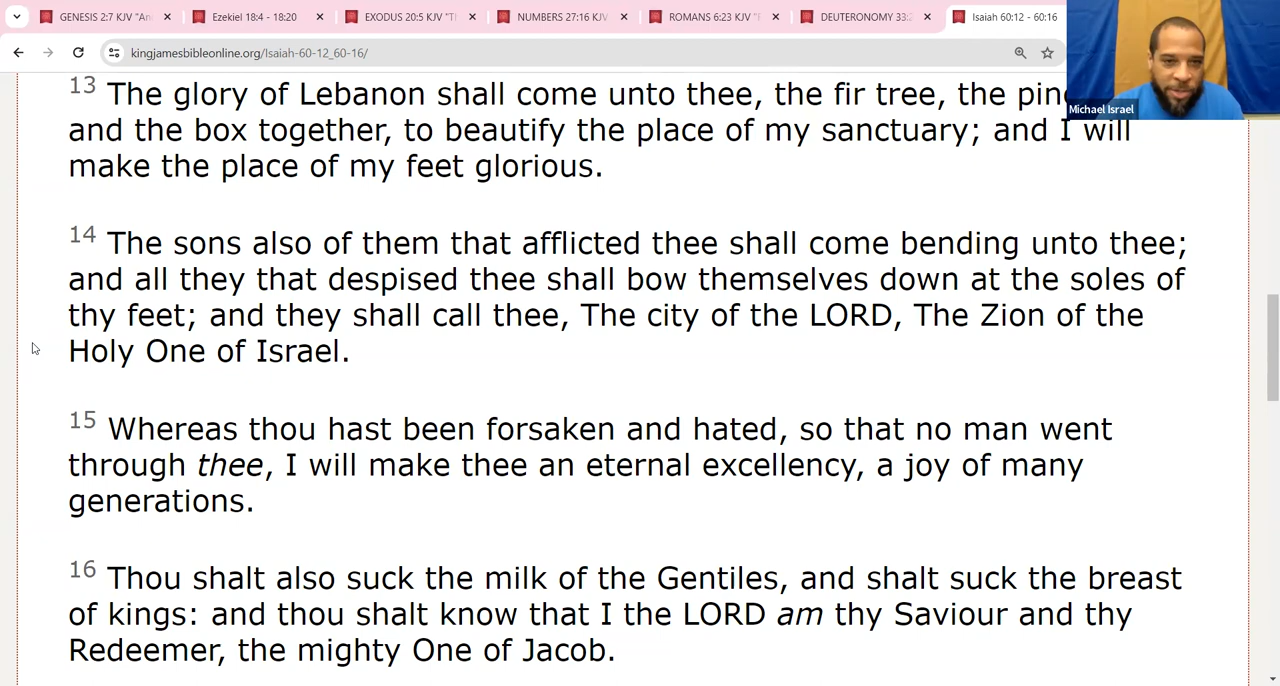 GENESIS 2:7 KJV "An
Ezekiel 18:4 - 18:20
EXODUS 20:5 KJV "T
NUMBERS 27:16 KJV
ROMANS 6:23 KJV "
DEUTERONOMY 33:
Isaiah 60:12 - 60:16
kingjamesbibleonline.org/Isaiah-60-12_60-16/
Michael Israel
13 The glory of Lebanon shall come unto thee, the fir tree, the pin
and the box together, to beautify the place of my sanctuary; and I will
make the place of my feet glorious.
14 The sons also of them that afflicted thee shall come bending unto thee;
and all they that despised thee shall bow themselves down at the soles of
thy feet; and they shall call thee, The city of the LORD, The Zion of the
Holy One of Israel.
15 Whereas thou hast been forsaken and hated, so that no man went
through thee, I will make thee an eternal excellency, a joy of many
generations.
16 Thou shalt also suck the milk of the Gentiles, and shalt suck the breast
of kings: and thou shalt know that I the LORD am thy Saviour and thy
Redeemer, the mighty One of Jacob.